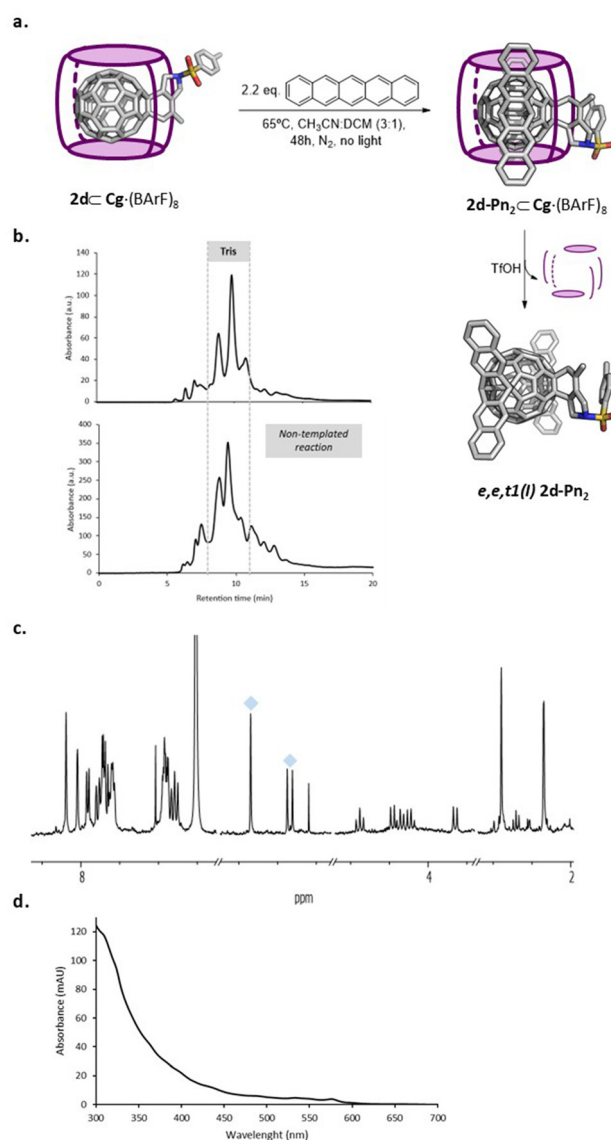 a.
2.2 eq.
65ºC, CH3CN:DCM (3:1),
48h, N2, no light
2d⊂ Cg·(BArF)8
2d-Pn2⊂ Cg·(BArF)8
TfOH
e,e,t1(I) 2d-Pn2
b.
Tris
Absorbance (a.u.)
140
120
100
80
60
40
20
0
Non-templated
reaction
Absorbance (a.u.)
400
350
300
250
200
150
100
50
0
0
5
10
15
20
Retention time (min)
c.
8
4
2
ppm
d.
Absorbance (mAU)
120
100
80
60
40
20
0
300
350
400
450
500
550
600
650
700
Wavelenght (nm)